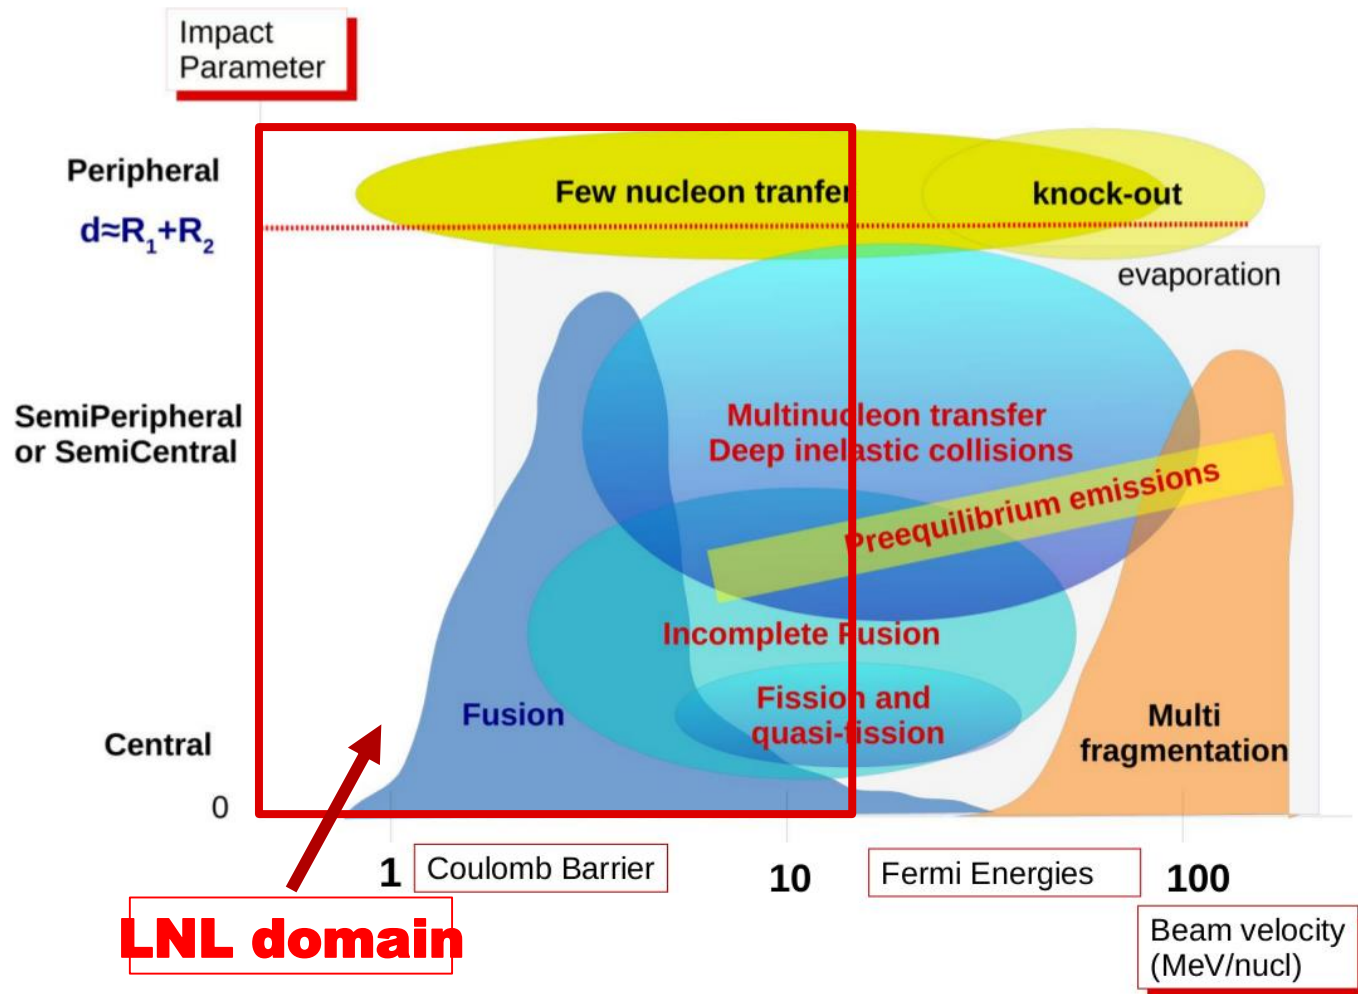 Impact
Parameter
Peripheral
d≈R₁+R₂
Few nucleon tranfer
knock-out
evaporation
SemiPeripheral
or SemiCentral
Multinucleon transfer
Deep inelastic collisions
Preequilibrium emissions
Incomplete Fusion
Fission and
quasi-fission
Fusion
Multi
fragmentation
Central
0
1
Coulomb Barrier
10
Fermi Energies
100
LNL domain
Beam velocity
(MeV/nucl)